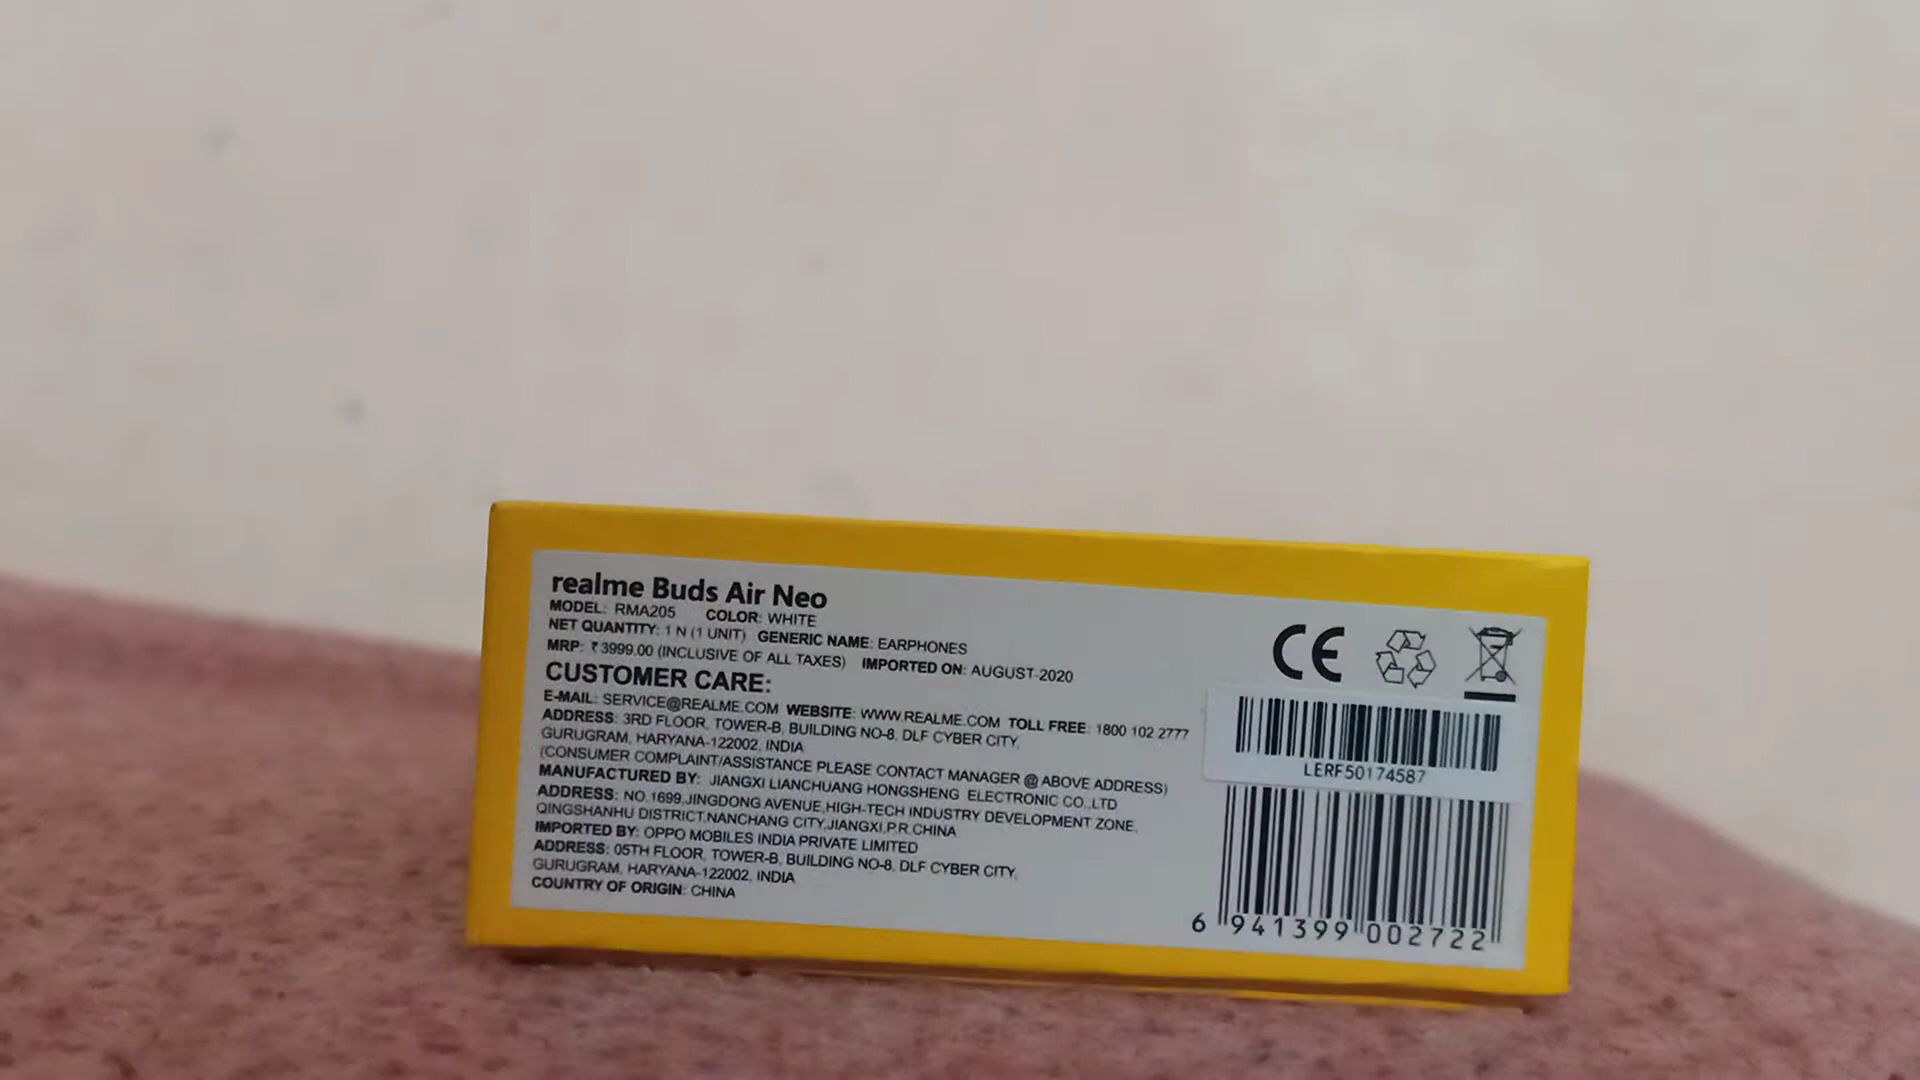 realme Buds Air Neo
MODEL: RMA205 COLOR: WHITE
NET QUANTITY: 1 N (1 UNIT) GENERIC NAME: EARPHONES
MRP: ₹ 3999.00 (INCLUSIVE OF ALL TAXES) IMPORTED ON: AUGUST-2020
CUSTOMER CARE:
E-MAIL: SERVICE@REALME.COM WEBSITE: WWW.REALME.COM TOLL FREE: 1800 102 2777
ADDRESS: 3RD FLOOR, TOWER-B, BUILDING NO-8, DLF CYBER CITY,
GURUGRAM, HARYANA-122002, INDIA
(CONSUMER COMPLAINT/ASSISTANCE PLEASE CONTACT MANAGER @ ABOVE ADDRESS)
MANUFACTURED BY: JIANGXI LIANCHUANG HONGSHENG ELECTRONIC CO.,LTD
ADDRESS: NO.1699,JINGDONG AVENUE,HIGH-TECH INDUSTRY DEVELOPMENT ZONE,
QINGSHANHU DISTRICT,NANCHANG CITY,JIANGXI,P.R.CHINA
IMPORTED BY: OPPO MOBILES INDIA PRIVATE LIMITED
ADDRESS: 05TH FLOOR, TOWER-B, BUILDING NO-8, DLF CYBER CITY,
GURUGRAM, HARYANA-122002, INDIA
COUNTRY OF ORIGIN: CHINA
CE
LERF50174587
6 941399 002722